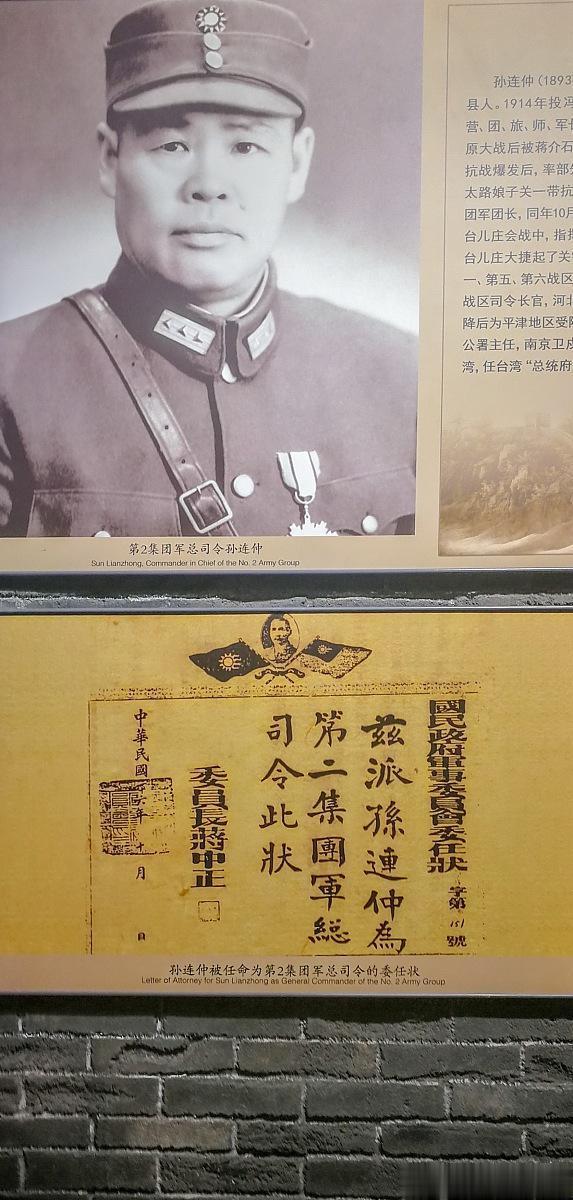 孙连仲（1893
县人。1914年投冯
营、团、旅、师、军长
原大战后被蒋介石
抗战爆发后，率部
太路娘子关一带抗
团军团长，同年10月
台儿庄会战中，指挥
台儿庄大捷起了关
一、第五、第六战区
战区司令长官，河北
降后为平津地区受降
公署主任，南京卫戍
湾，任台湾“总统府
第2集团军总司令孙连仲
Sun Lianzhong, Commander in Chief of the No. 2 Army Group
國民政府軍事委員會委任狀
字第151號
茲派孫連仲為
第二集團軍總
司令此狀
委員長蔣中正
中華民國 六年十月 日
孙连仲被任命为第2集团军总司令的委任状
Letter of Attorney for Sun Lianzhong as General Commander of the No. 2 Army Group